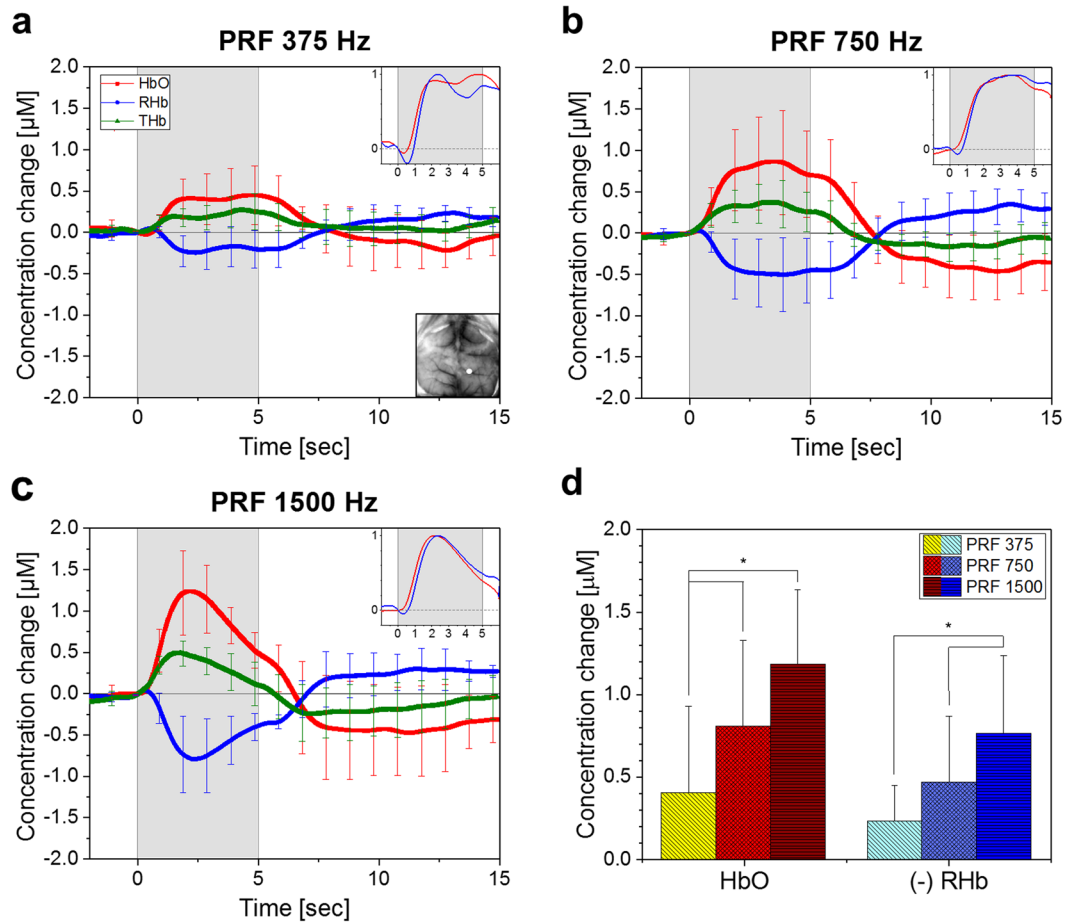 a
PRF 375 Hz
Concentration change [µM]
2.0
1.5
1.0
0.5
0.0
-0.5
-1.0
-1.5
-2.0
HbO
RHb
THb
1
0
-1 0 1 2 3 4 5
0 5 10 15
Time [sec]
b
PRF 750 Hz
Concentration change [µM]
2.0
1.5
1.0
0.5
0.0
-0.5
-1.0
-1.5
-2.0
1
0
-1 0 1 2 3 4 5
0 5 10 15
Time [sec]
c
PRF 1500 Hz
Concentration change [µM]
2.0
1.5
1.0
0.5
0.0
-0.5
-1.0
-1.5
-2.0
1
0
-1 0 1 2 3 4 5 6
0 5 10 15
Time [sec]
d
Concentration change [µM]
2.0
1.5
1.0
0.5
0.0
PRF 375
PRF 750
PRF 1500
*
*
HbO (-) RHb